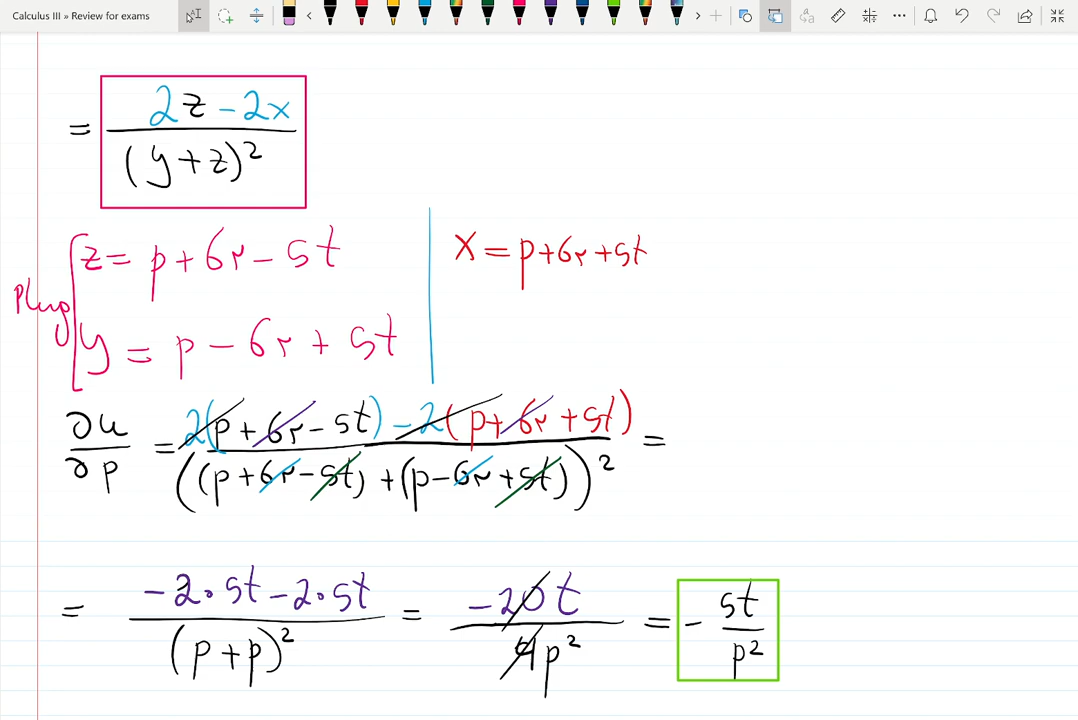 Calculus III » Review for exams
= (2z - 2x) / (y+z)²
z = p + 6r - 5t
x = p + 6r + 5t
Plug
y = p - 6r + 5t
∂u/∂p = (2(p + 6r - 5t) - 2(p + 6r + 5t)) / ((p + 6r - 5t) + (p - 6r + 5t))² =
= (-2·5t - 2·5t) / (p+p)² = -20t / 4p² = - 5t / p²